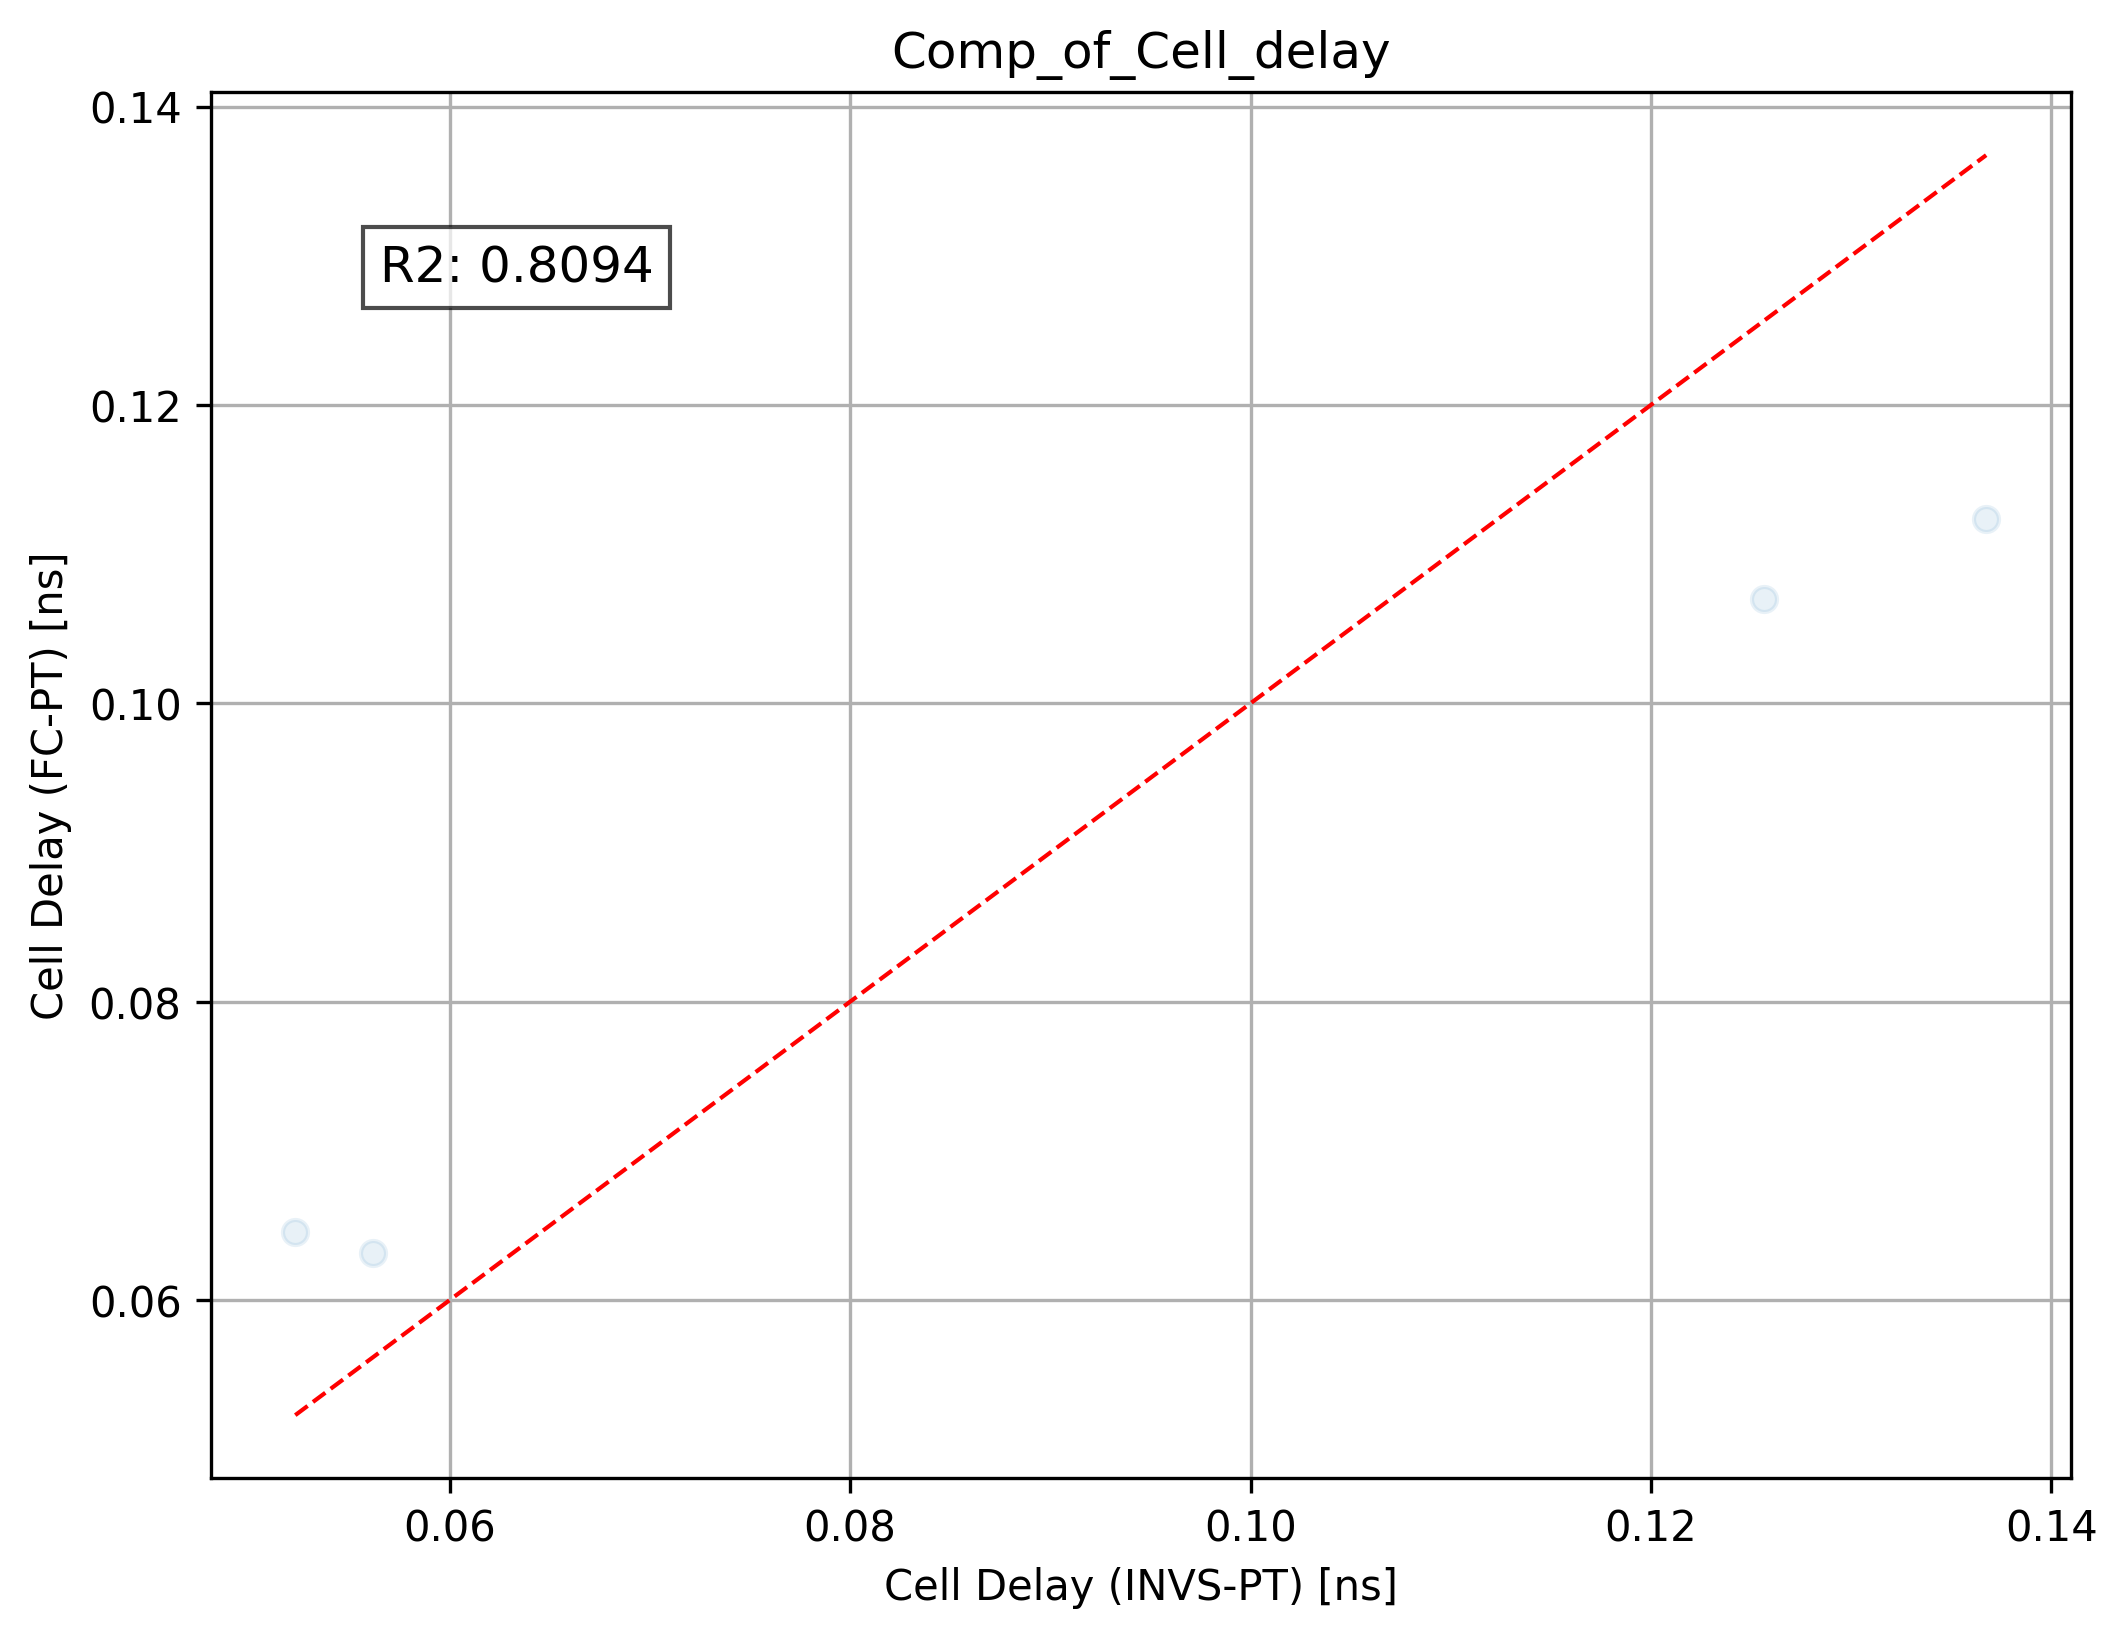 Comp_of_Cell_delay
R2: 0.8094
Cell Delay (FC-PT) [ns]
0.14
0.12
0.10
0.08
0.06
0.06 0.08 0.10 0.12 0.14
Cell Delay (INVS-PT) [ns]